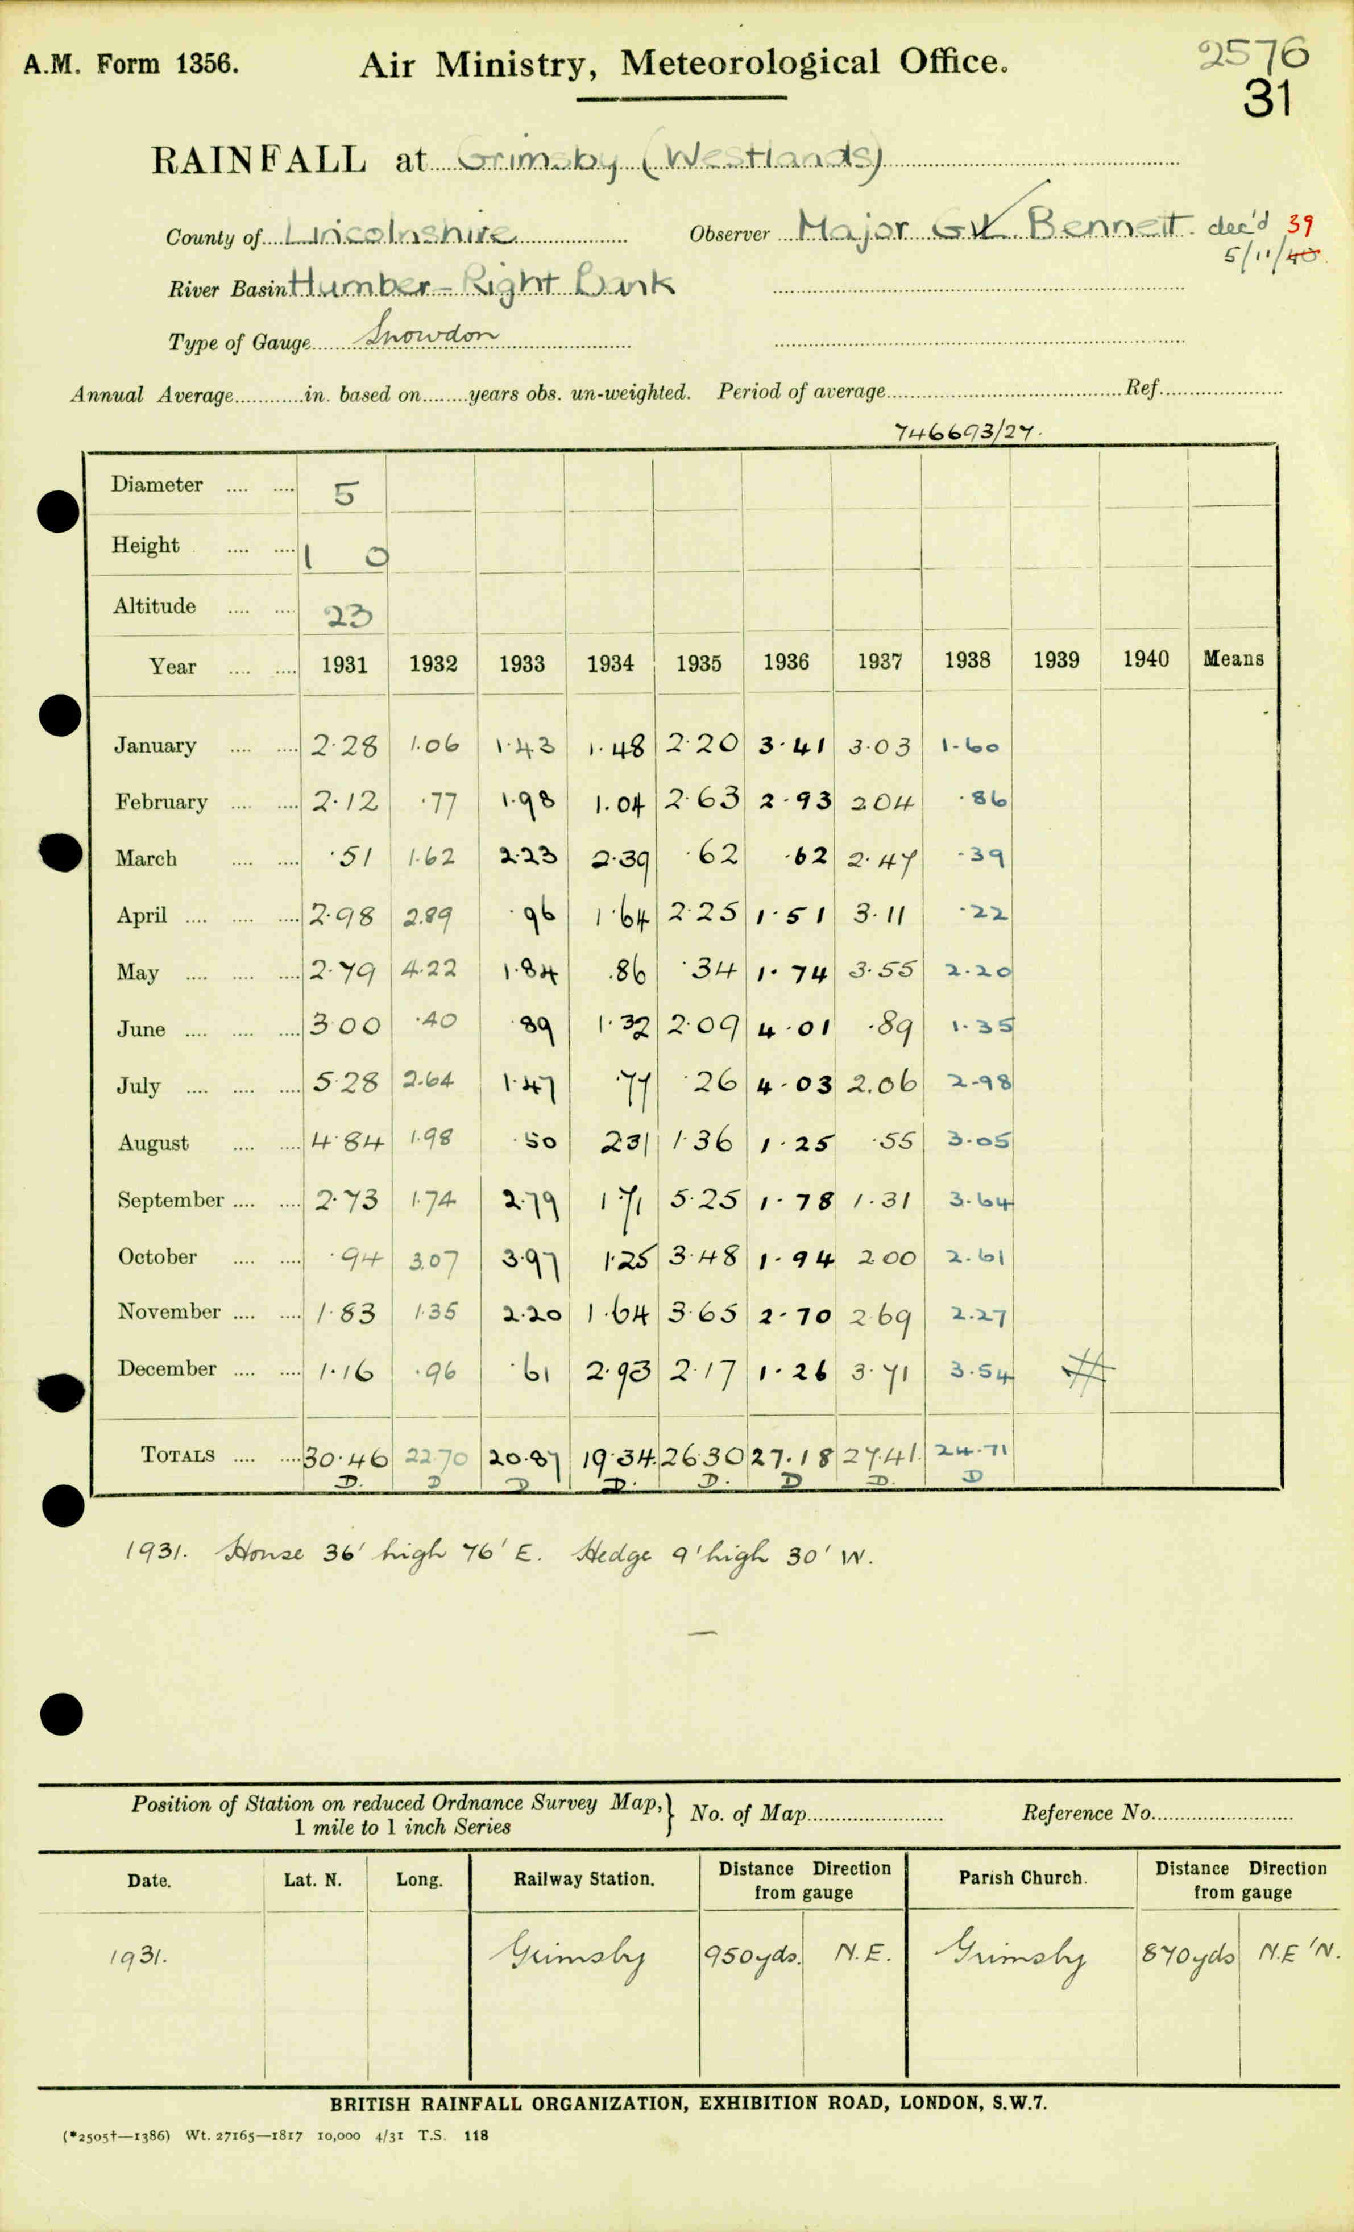 A.M. Form 1356.
Air Ministry, Meteorological Office.
2576
31
RAINFALL at Grimsby (Westlands)
County of Lincolnshire Observer Major Bennett. dec'd 39
5/11/40
River Basin Humber - Right Bank
Type of Gauge Snowdon
Annual Average in. based on years obs. un-weighted. Period of average Ref.
746693/27.
Diameter 5
Height 1 0
Altitude 23
Year 1931 1932 1933 1934 1935 1936 1937 1938 1939 1940 Means
January 2.28 1.06 1.43 1.48 2.20 3.41 3.03 1.60
February 2.12 .77 1.98 1.04 2.63 2.93 2.04 .86
March .51 1.62 2.23 2.39 .62 .62 2.47 .39
April 2.98 2.89 .96 1.64 2.25 1.51 3.11 .22
May 2.79 4.22 1.84 .86 .34 1.74 3.55 2.20
June 3.00 .40 .89 1.32 2.09 4.01 .89 1.35
July 5.28 2.64 1.47 .77 .26 4.03 2.06 2.98
August 4.84 1.98 .50 2.31 1.36 1.25 .55 3.05
September 2.73 1.74 2.79 1.71 5.25 1.78 1.31 3.64
October .94 3.07 3.97 1.25 3.48 1.94 2.00 2.61
November 1.83 1.35 2.20 1.64 3.65 2.70 2.69 2.27
December 1.16 .96 .61 2.93 2.17 1.26 3.71 3.54 #
TOTALS 30.46 22.70 20.87 19.34 26.30 27.18 27.41 24.71
D. D D D. D. D D. D
1931. House 36' high 76' E. Hedge 9' high 30' W.
Position of Station on reduced Ordnance Survey Map, } No. of Map Reference No.
1 mile to 1 inch Series
Date. Lat. N. Long. Railway Station. Distance Direction from gauge Parish Church. Distance Direction from gauge
1931. Grimsby 950yds. N.E. Grimsby 870yds N.E'N.
BRITISH RAINFALL ORGANIZATION, EXHIBITION ROAD, LONDON, S.W.7.
(*2505†—1386) Wt. 27165—1817 10,000 4/31 T.S. 118